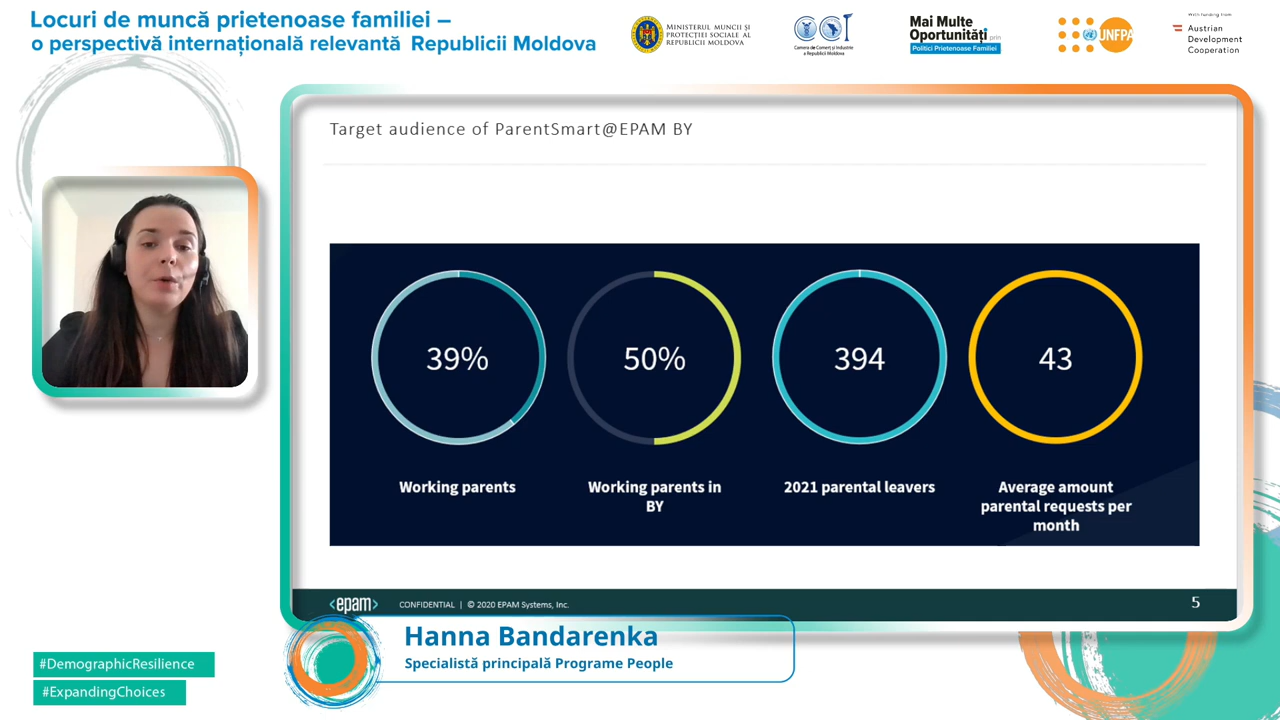 Locuri de muncă prietenoase familiei –
o perspectivă internațională relevantă Republicii Moldova
MINISTERUL MUNCII ȘI
PROTECȚIEI SOCIALE AL
REPUBLICII MOLDOVA
Camera de Comerț și Industrie
a Republicii Moldova
Mai Multe
Oportunități prin
Politici Prietenoase Familiei
UNFPA
With funding from
Austrian
Development
Cooperation
Target audience of ParentSmart@EPAM BY
39%
50%
394
43
Working parents
Working parents in
BY
2021 parental leavers
Average amount
parental requests per
month
<epam>
CONFIDENTIAL | © 2020 EPAM Systems, Inc.
5
Hanna Bandarenka
Specialistă principală Programe People
#DemographicResilience
#ExpandingChoices